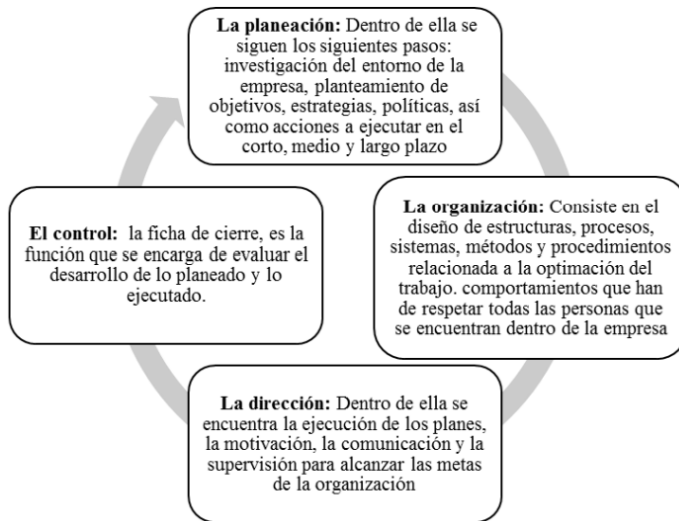 La planeación: Dentro de ella se
siguen los siguientes pasos:
investigación del entorno de la
empresa, planteamiento de
objetivos, estrategias, políticas, así
como acciones a ejecutar en el
corto, medio y largo plazo
La organización: Consiste en el
diseño de estructuras, procesos,
sistemas, métodos y procedimientos
relacionada a la optimación del
trabajo. comportamientos que han
de respetar todas las personas que
se encuentran dentro de la empresa
La dirección: Dentro de ella se
encuentra la ejecución de los planes,
la motivación, la comunicación y la
supervisión para alcanzar las metas
de la organización
El control: la ficha de cierre, es la
función que se encarga de evaluar el
desarrollo de lo planeado y lo
ejecutado.